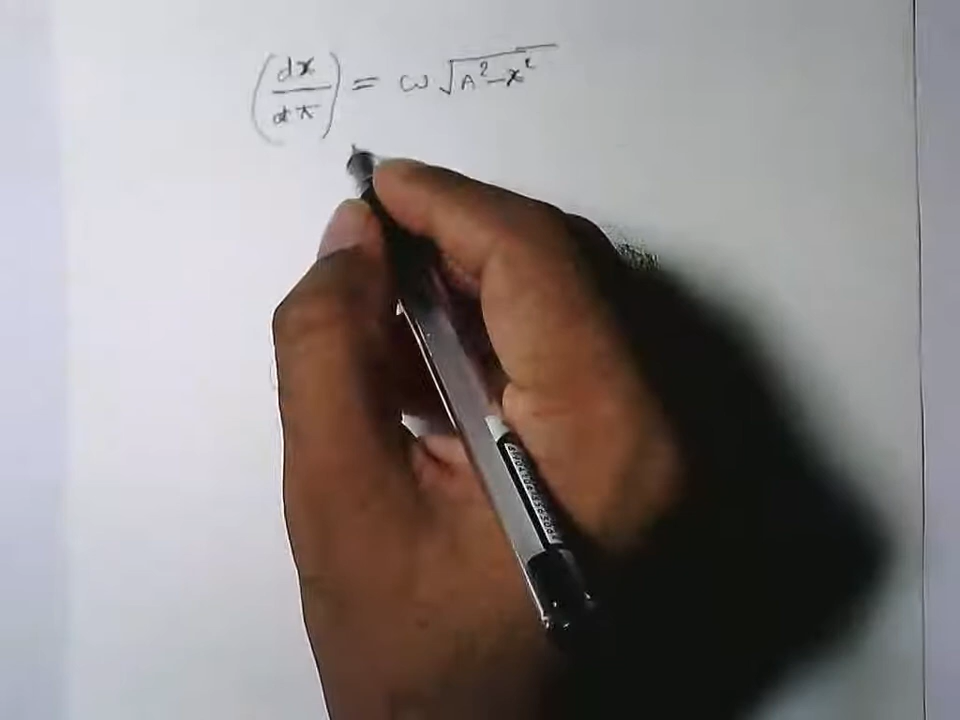 (dx/dt) = ω√A²-x²